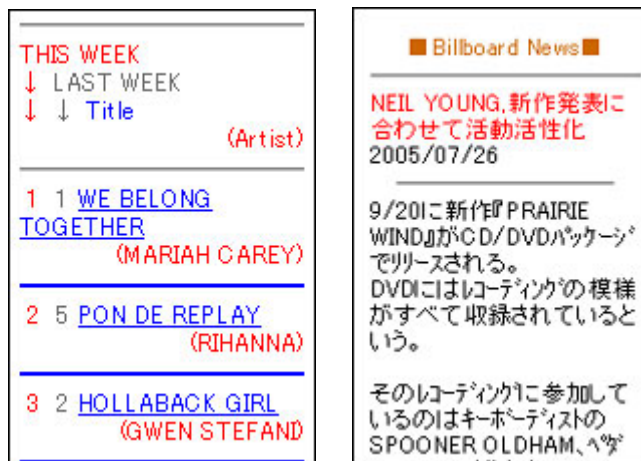 THIS WEEK
↓ LAST WEEK
↓ ↓ Title
(Artist)
1 1 WE BELONG
TOGETHER
(MARIAH CAREY)
2 5 PON DE REPLAY
(RIHANNA)
3 2 HOLLABACK GIRL
(GWEN STEFANI)
■Billboard News■
NEIL YOUNG,新作発表に
合わせて活動活性化
2005/07/26
9/20に新作『PRAIRIE
WIND』がCD/DVDパッケージ
でリリースされる。
DVDにはレコーディングの模様
がすべて収録されていると
いう。
そのレコーディングに参加して
いるのはキーボーディストの
SPOONER OLDHAM、ペダ